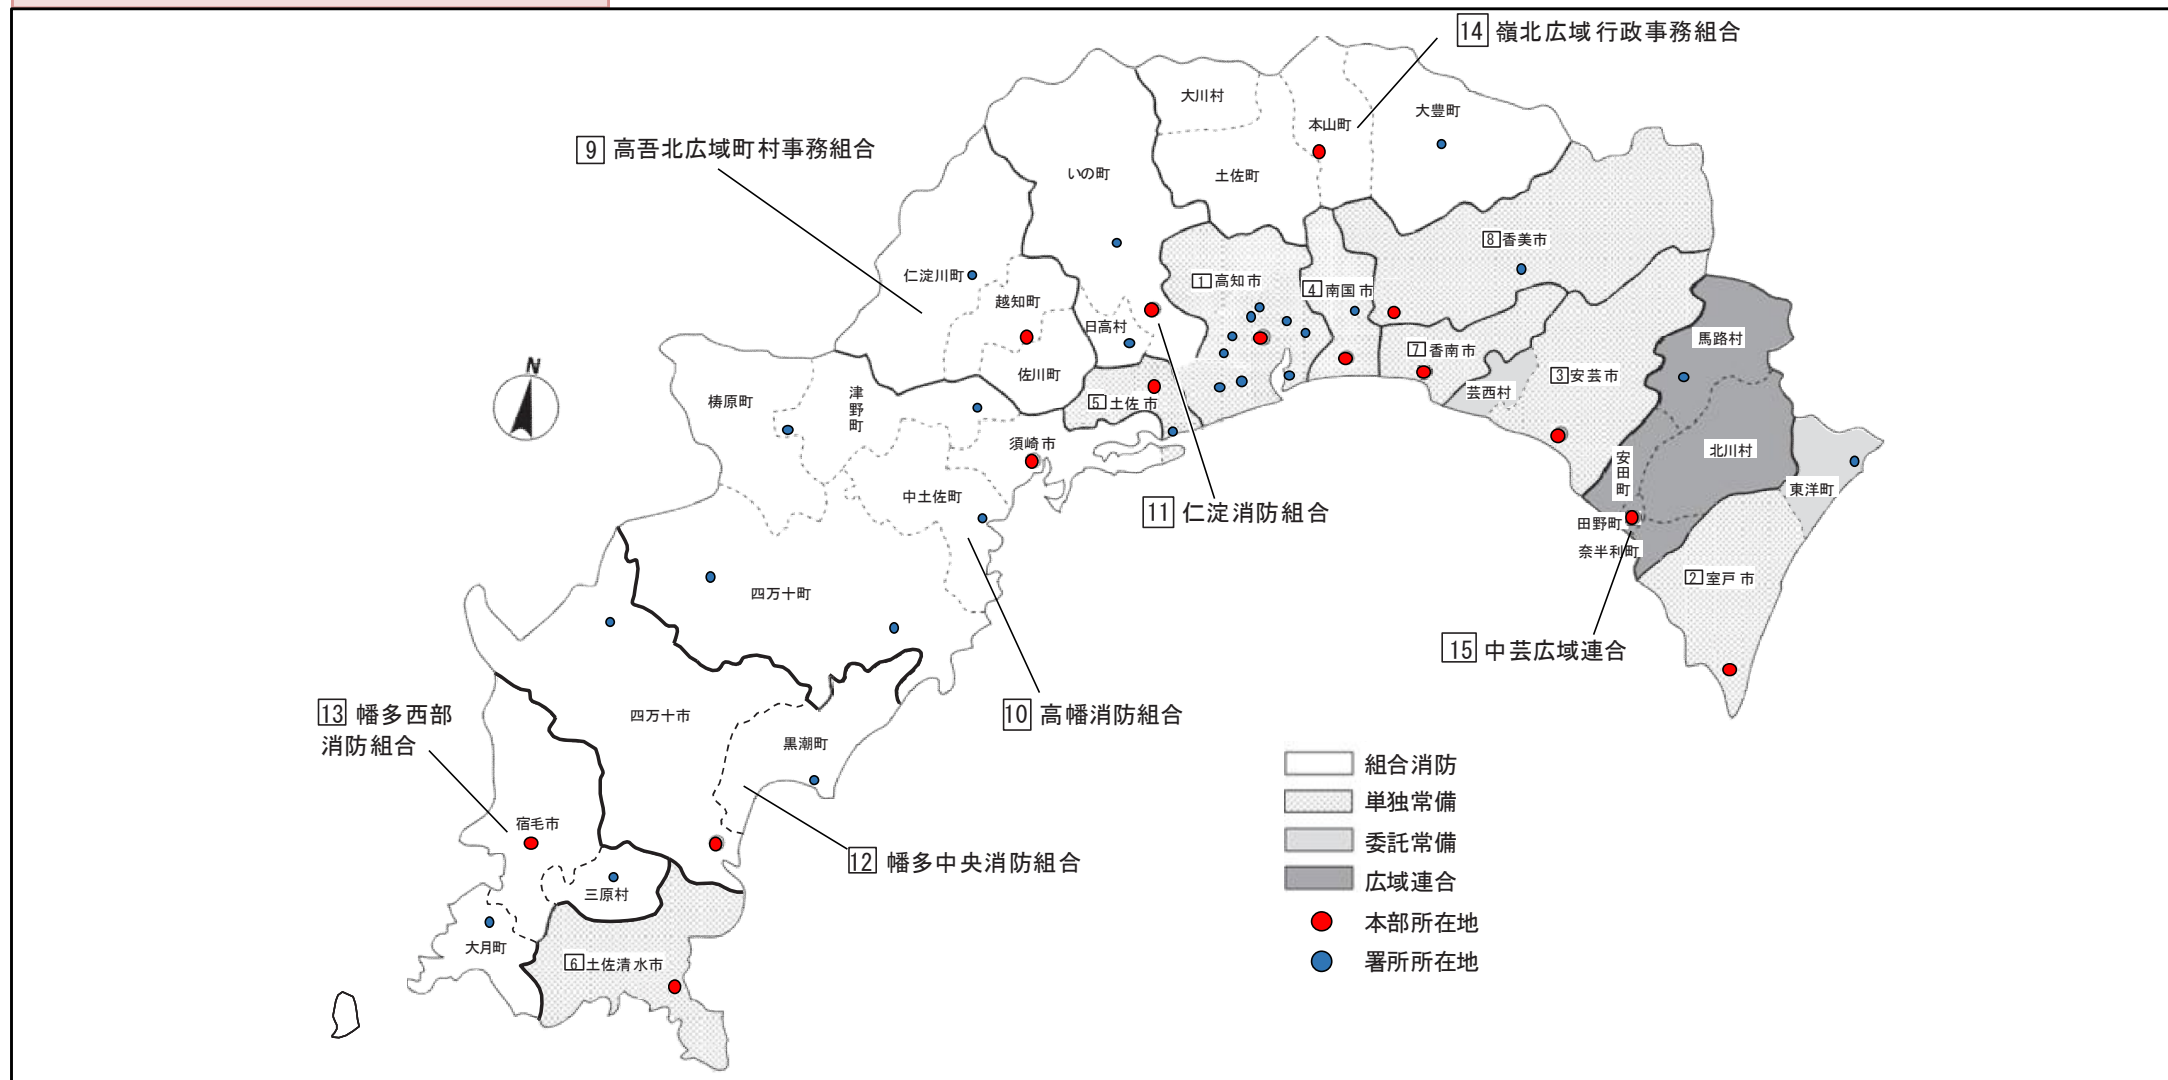 14 嶺北広域行政事務組合
大川村
本山町
大豊町
9 高吾北広域町村事務組合
いの町
土佐町
8 香美市
仁淀川町
越知町
1 高知市
4 南国市
日高村
馬路村
7 香南市
N
佐川町
3 安芸市
芸西村
梼原町
津野町
5 土佐市
須崎市
北川村
安田町
中土佐町
東洋町
11 仁淀消防組合
田野町
奈半利町
2 室戸市
四万十町
15 中芸広域連合
13 幡多西部
消防組合
四万十市
10 高幡消防組合
黒潮町
宿毛市
12 幡多中央消防組合
三原村
大月町
6 土佐清水市
組合消防
単独常備
委託常備
広域連合
本部所在地
署所所在地